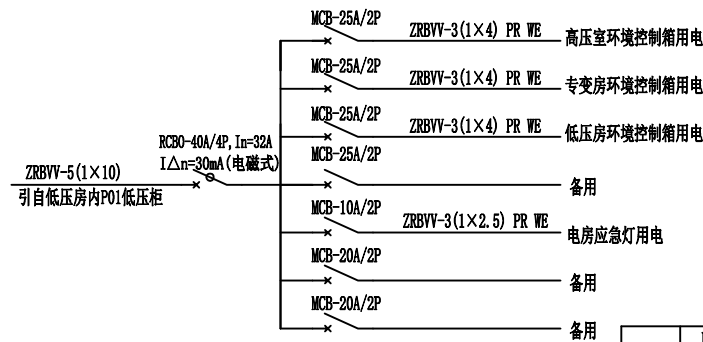 MCB-25A/2P
ZRBVV-3(1×4) PR WE
高压室环境控制箱用电
MCB-25A/2P
ZRBVV-3(1×4) PR WE
专变房环境控制箱用电
MCB-25A/2P
ZRBVV-3(1×4) PR WE
低压房环境控制箱用电
RCBO-40A/4P, In=32A
I△n=30mA(电磁式)
MCB-25A/2P
备用
ZRBVV-5(1×10)
引自低压房内P01低压柜
MCB-10A/2P
ZRBVV-3(1×2.5) PR WE
电房应急灯用电
MCB-20A/2P
备用
MCB-20A/2P
备用